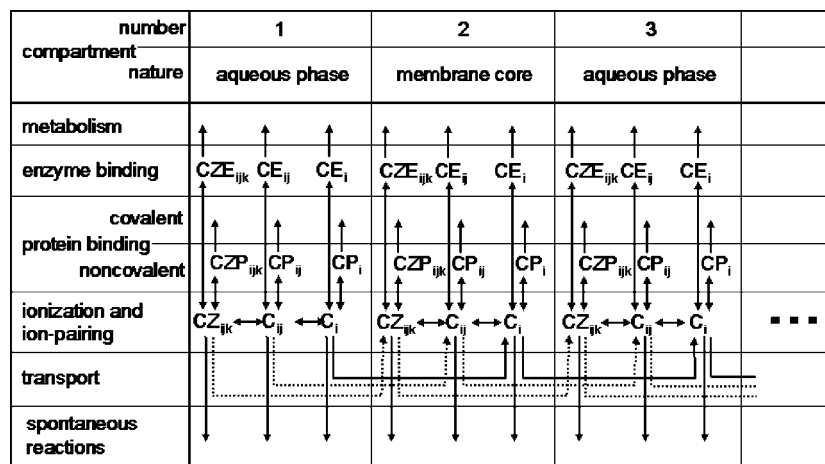 number 1 2 3
compartment
nature aqueous phase membrane core aqueous phase
metabolism
enzyme binding CZE_ijk CE_ij CE_i CZE_ijk CE_ij CE_i CZE_ijk CE_ij CE_i
covalent
protein binding
noncovalent CZP_ijk CP_ij CP_i CZP_ijk CP_ij CP_i CZP_ijk CP_ij CP_i
ionization and
ion-pairing CZ_ijk C_ij C_i CZ_ijk C_ij C_i CZ_ijk C_ij C_i ...
transport
spontaneous
reactions